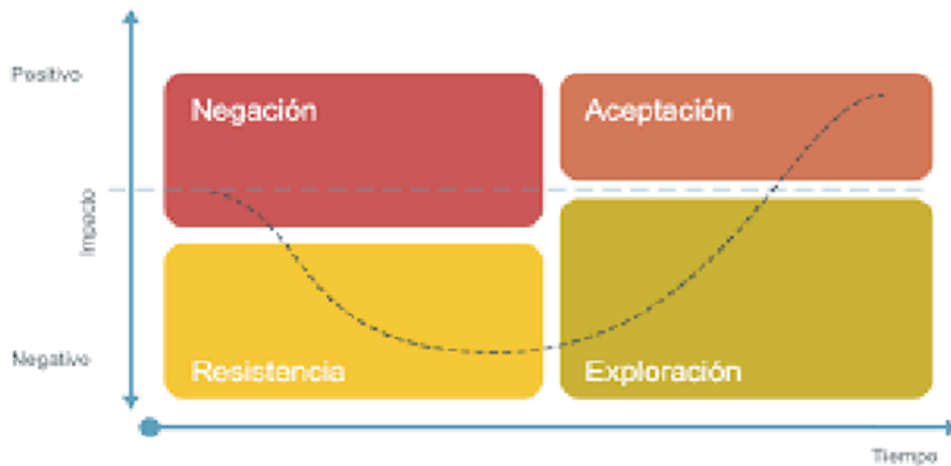 Positivo
Negación
Aceptación
Impacto
Negativo
Resistencia
Exploración
Tiempo